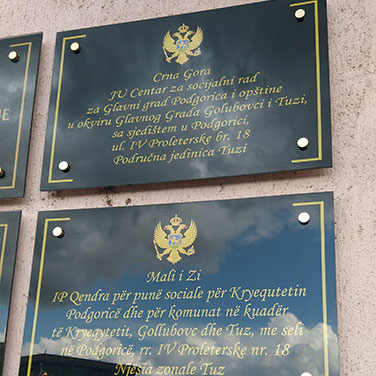 Crna Gora
JU Centar za socijalni rad
za Glavni grad Podgorica i opštine
u okviru Glavnog Grada Golubovci i Tuzi,
sa sjedištem u Podgorici,
ul. IV Proleterske br. 18
Područna jedinica Tuzi
Mali i Zi
IP Qendra për punë sociale për Kryequtetin
Podgoricë dhe për komunat në kuadër
të Kryeqytetit, Gollubovc dhe Tuz, me seli
në Podgoricë, rr. IV Proleterske nr. 18
Njësia zonale Tuz